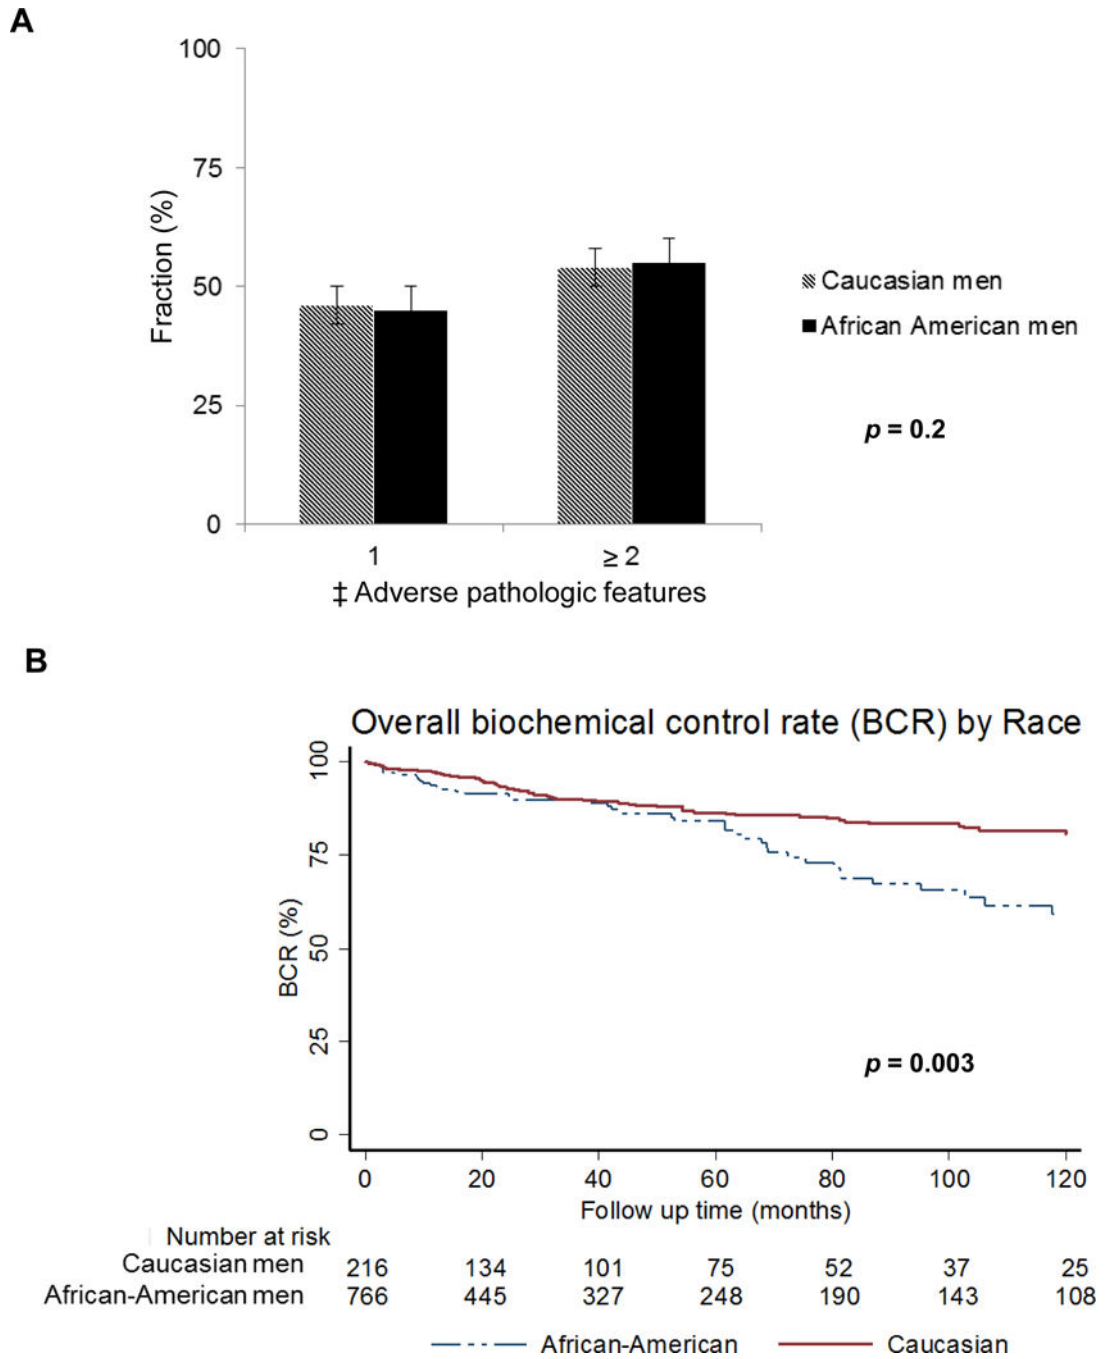 A
100
75
50
25
0
Fraction (%)
1 ≥ 2
‡ Adverse pathologic features
Caucasian men
African American men
p = 0.2
B
Overall biochemical control rate (BCR) by Race
100
75
50
25
0
BCR (%)
p = 0.003
0 20 40 60 80 100 120
Follow up time (months)
Number at risk
Caucasian men 216 134 101 75 52 37 25
African-American men 766 445 327 248 190 143 108
African-American Caucasian